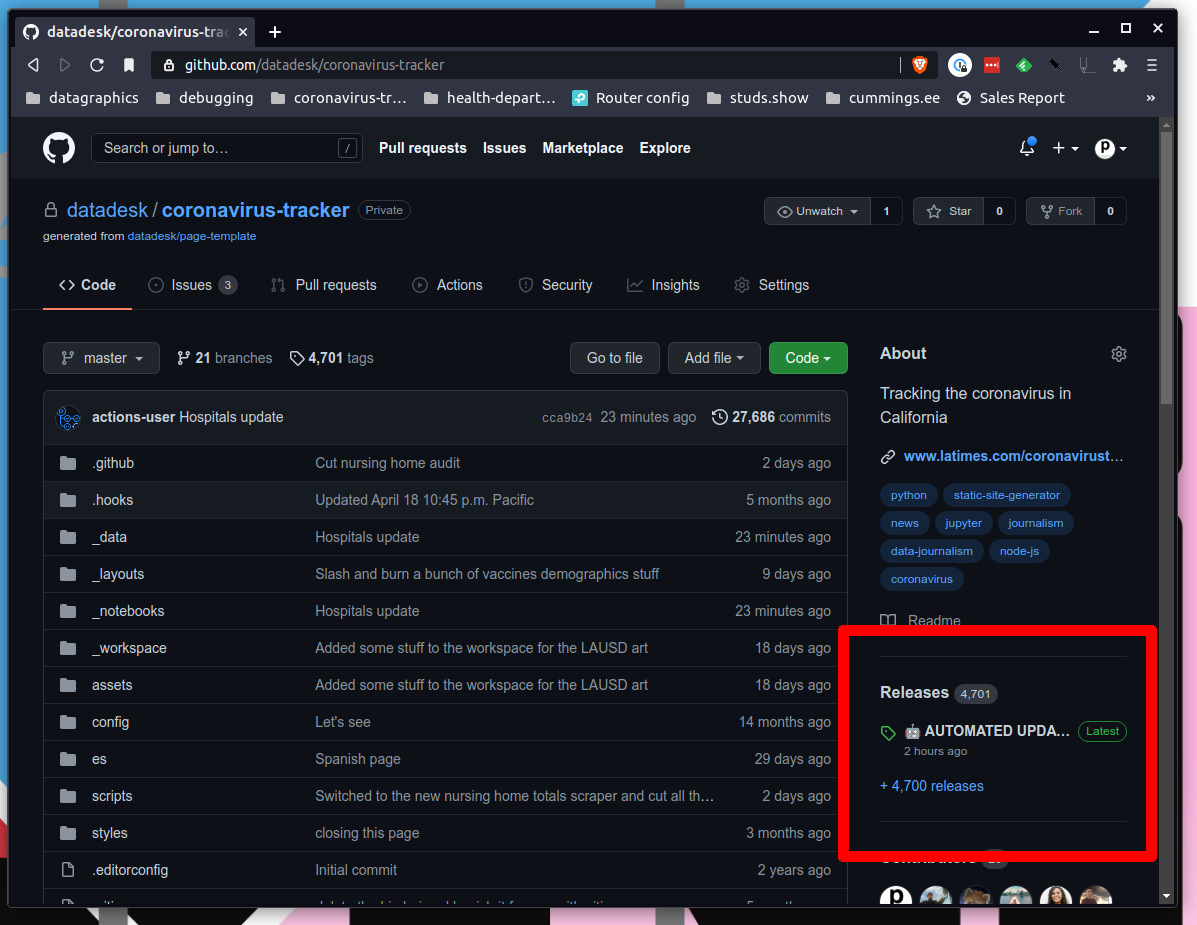 datadesk/coronavirus-trac
github.com/datadesk/coronavirus-tracker
datagraphics debugging coronavirus-tr… health-depart… Router config studs.show cummings.ee Sales Report »
Search or jump to… / Pull requests Issues Marketplace Explore
datadesk / coronavirus-tracker Private Unwatch 1 Star 0 Fork 0
generated from datadesk/page-template
Code Issues 3 Pull requests Actions Security Insights Settings
master 21 branches 4,701 tags Go to file Add file Code
actions-user Hospitals update cca9b24 23 minutes ago 27,686 commits
.github Cut nursing home audit 2 days ago
.hooks Updated April 18 10:45 p.m. Pacific 5 months ago
_data Hospitals update 23 minutes ago
_layouts Slash and burn a bunch of vaccines demographics stuff 9 days ago
_notebooks Hospitals update 23 minutes ago
_workspace Added some stuff to the workspace for the LAUSD art 18 days ago
assets Added some stuff to the workspace for the LAUSD art 18 days ago
config Let's see 14 months ago
es Spanish page 29 days ago
scripts Switched to the new nursing home totals scraper and cut all th… 2 days ago
styles closing this page 3 months ago
.editorconfig Initial commit 2 years ago
About
Tracking the coronavirus in
California
www.latimes.com/coronavirust…
python static-site-generator
news jupyter journalism
data-journalism node-js
coronavirus
Readme
Releases 4,701
🤖 AUTOMATED UPDA… Latest
2 hours ago
+ 4,700 releases
Contributors